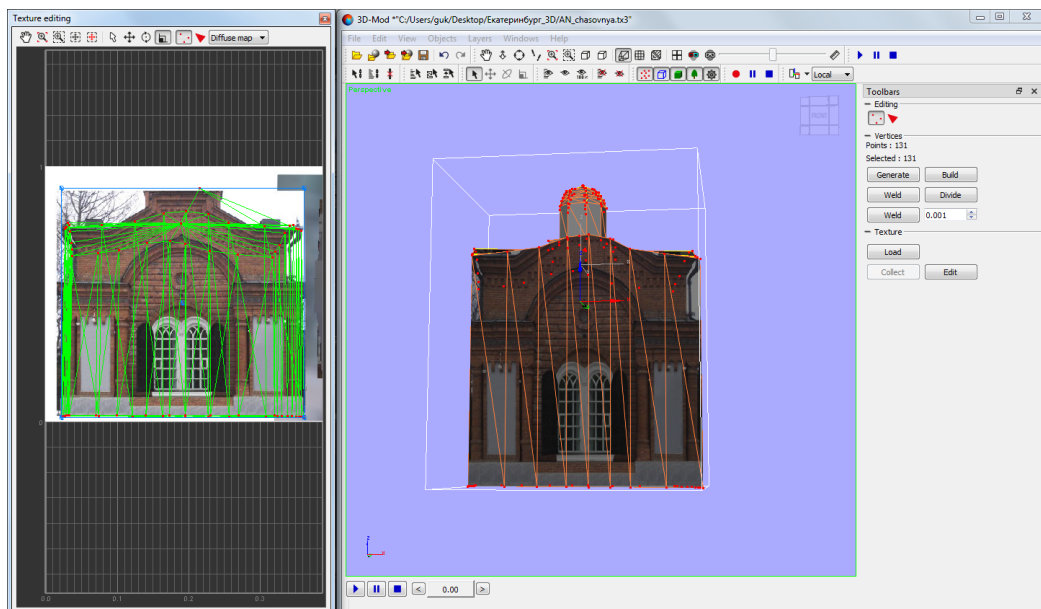 Texture editing
Diffuse map
1
0
0.0 0.1 0.2 0.3
3D-Mod *"C:/Users/guk/Desktop/Екатеринбург_3D/AN_chasovnya.tx3"
File Edit View Objects Layers Windows Help
Local
Perspective
FRONT
z
x
< 0.00 >
Toolbars
Editing
Vertices
Points : 131
Selected : 131
Generate Build
Weld Divide
Weld 0.001
Texture
Load
Collect Edit